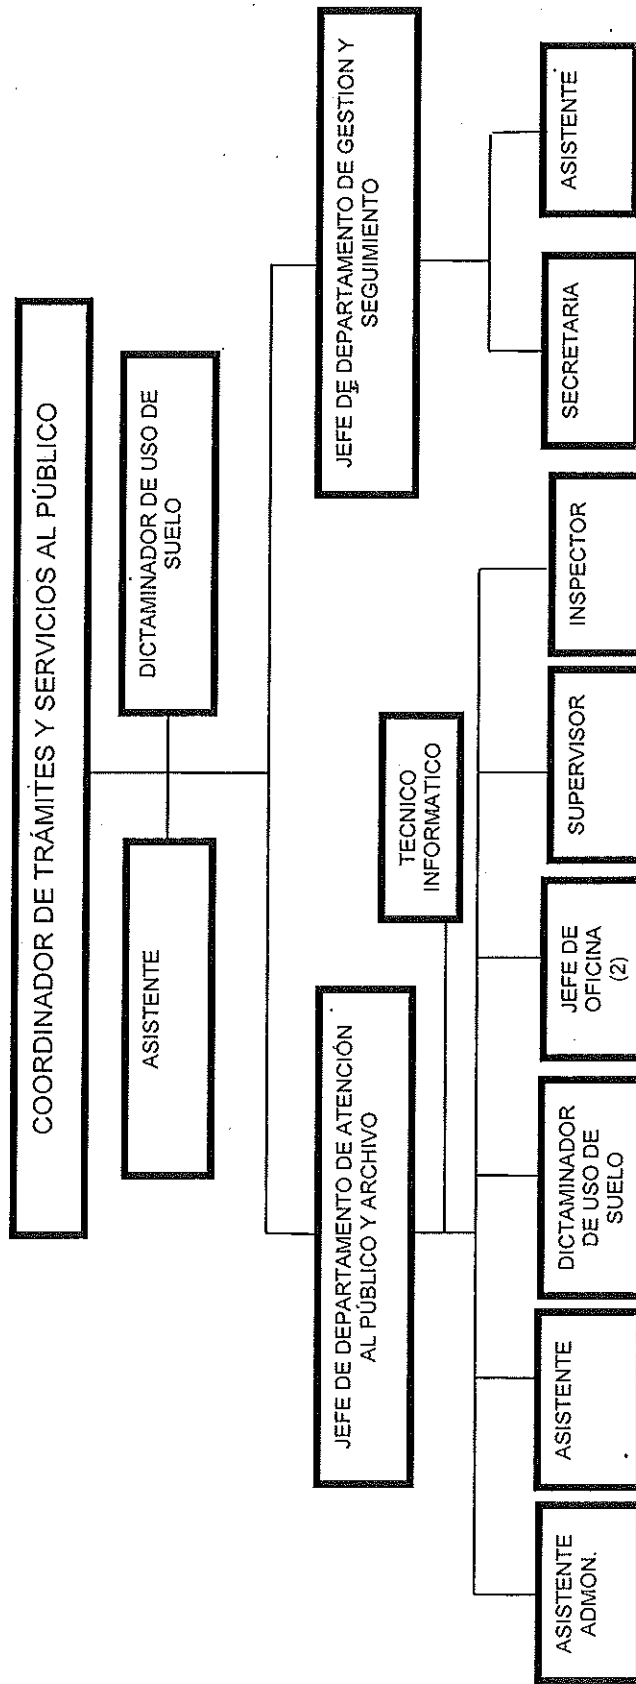 COORDINADOR DE TRÁMITES Y SERVICIOS AL PÚBLICO
ASISTENTE
DICTAMINADOR DE USO DE
SUELO
JEFE DE DEPARTAMENTO DE ATENCIÓN
AL PÚBLICO Y ARCHIVO
JEFE DE DEPARTAMENTO DE GESTION Y
SEGUIMIENTO
TECNICO
INFORMATICO
ASISTENTE
ADMON.
ASISTENTE
DICTAMINADOR
DE USO DE
SUELO
JEFE DE
OFICINA
(2)
SUPERVISOR
INSPECTOR
SECRETARIA
ASISTENTE